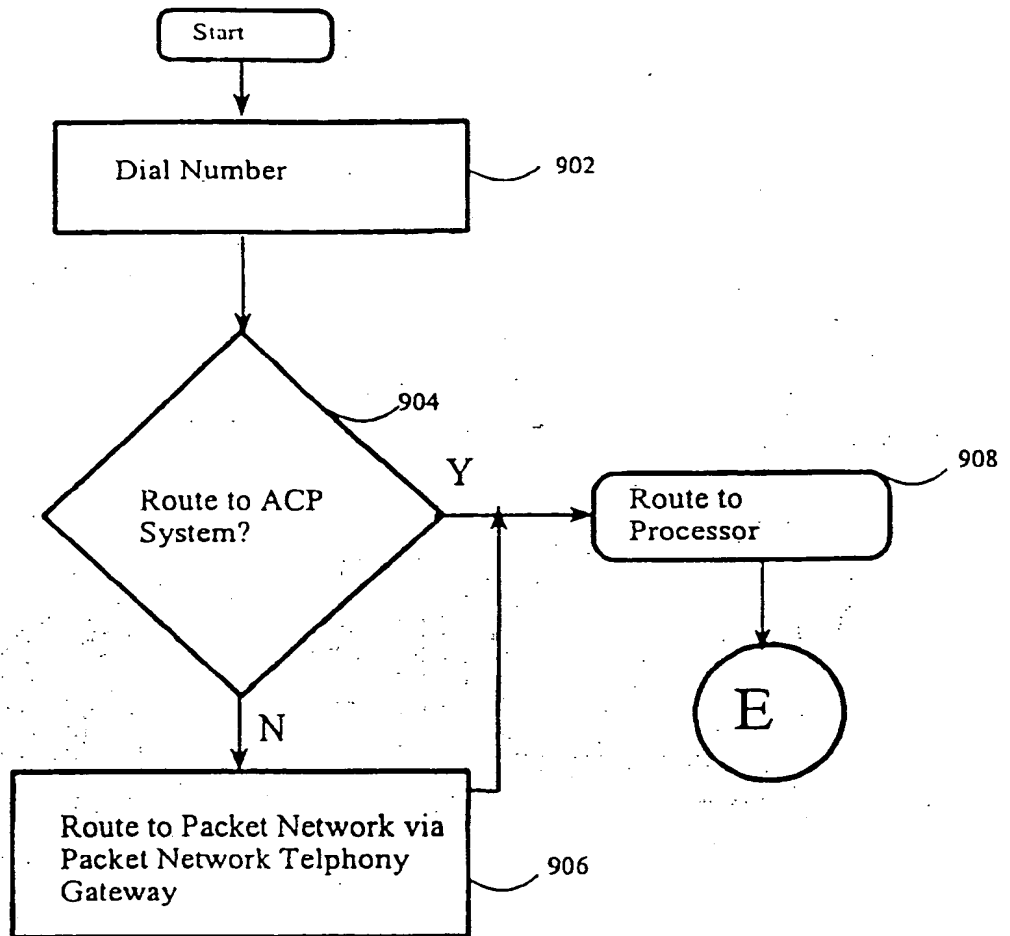 Start
Dial Number
902
904
Y
Route to ACP
System?
908
Route to
Processor
E
N
Route to Packet Network via
Packet Network Telphony
Gateway
906